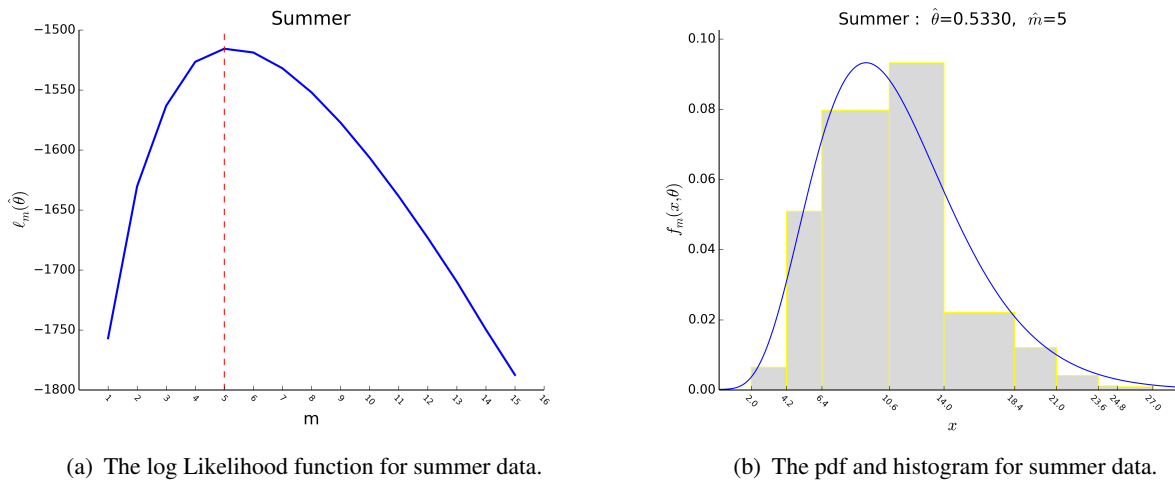 Summer
−1500
−1550
−1600
−1650
−1700
−1750
−1800
ℓₘ(θ̂)
1 2 3 4 5 6 7 8 9 10 11 12 13 14 15 16
m
(a) The log Likelihood function for summer data.
Summer : θ̂=0.5330, m̂=5
0.10
0.08
0.06
0.04
0.02
0.00
fₘ(x,θ)
2.0 4.2 6.4 10.6 14.0 18.4 21.0 23.6 24.8 27.0
x
(b) The pdf and histogram for summer data.